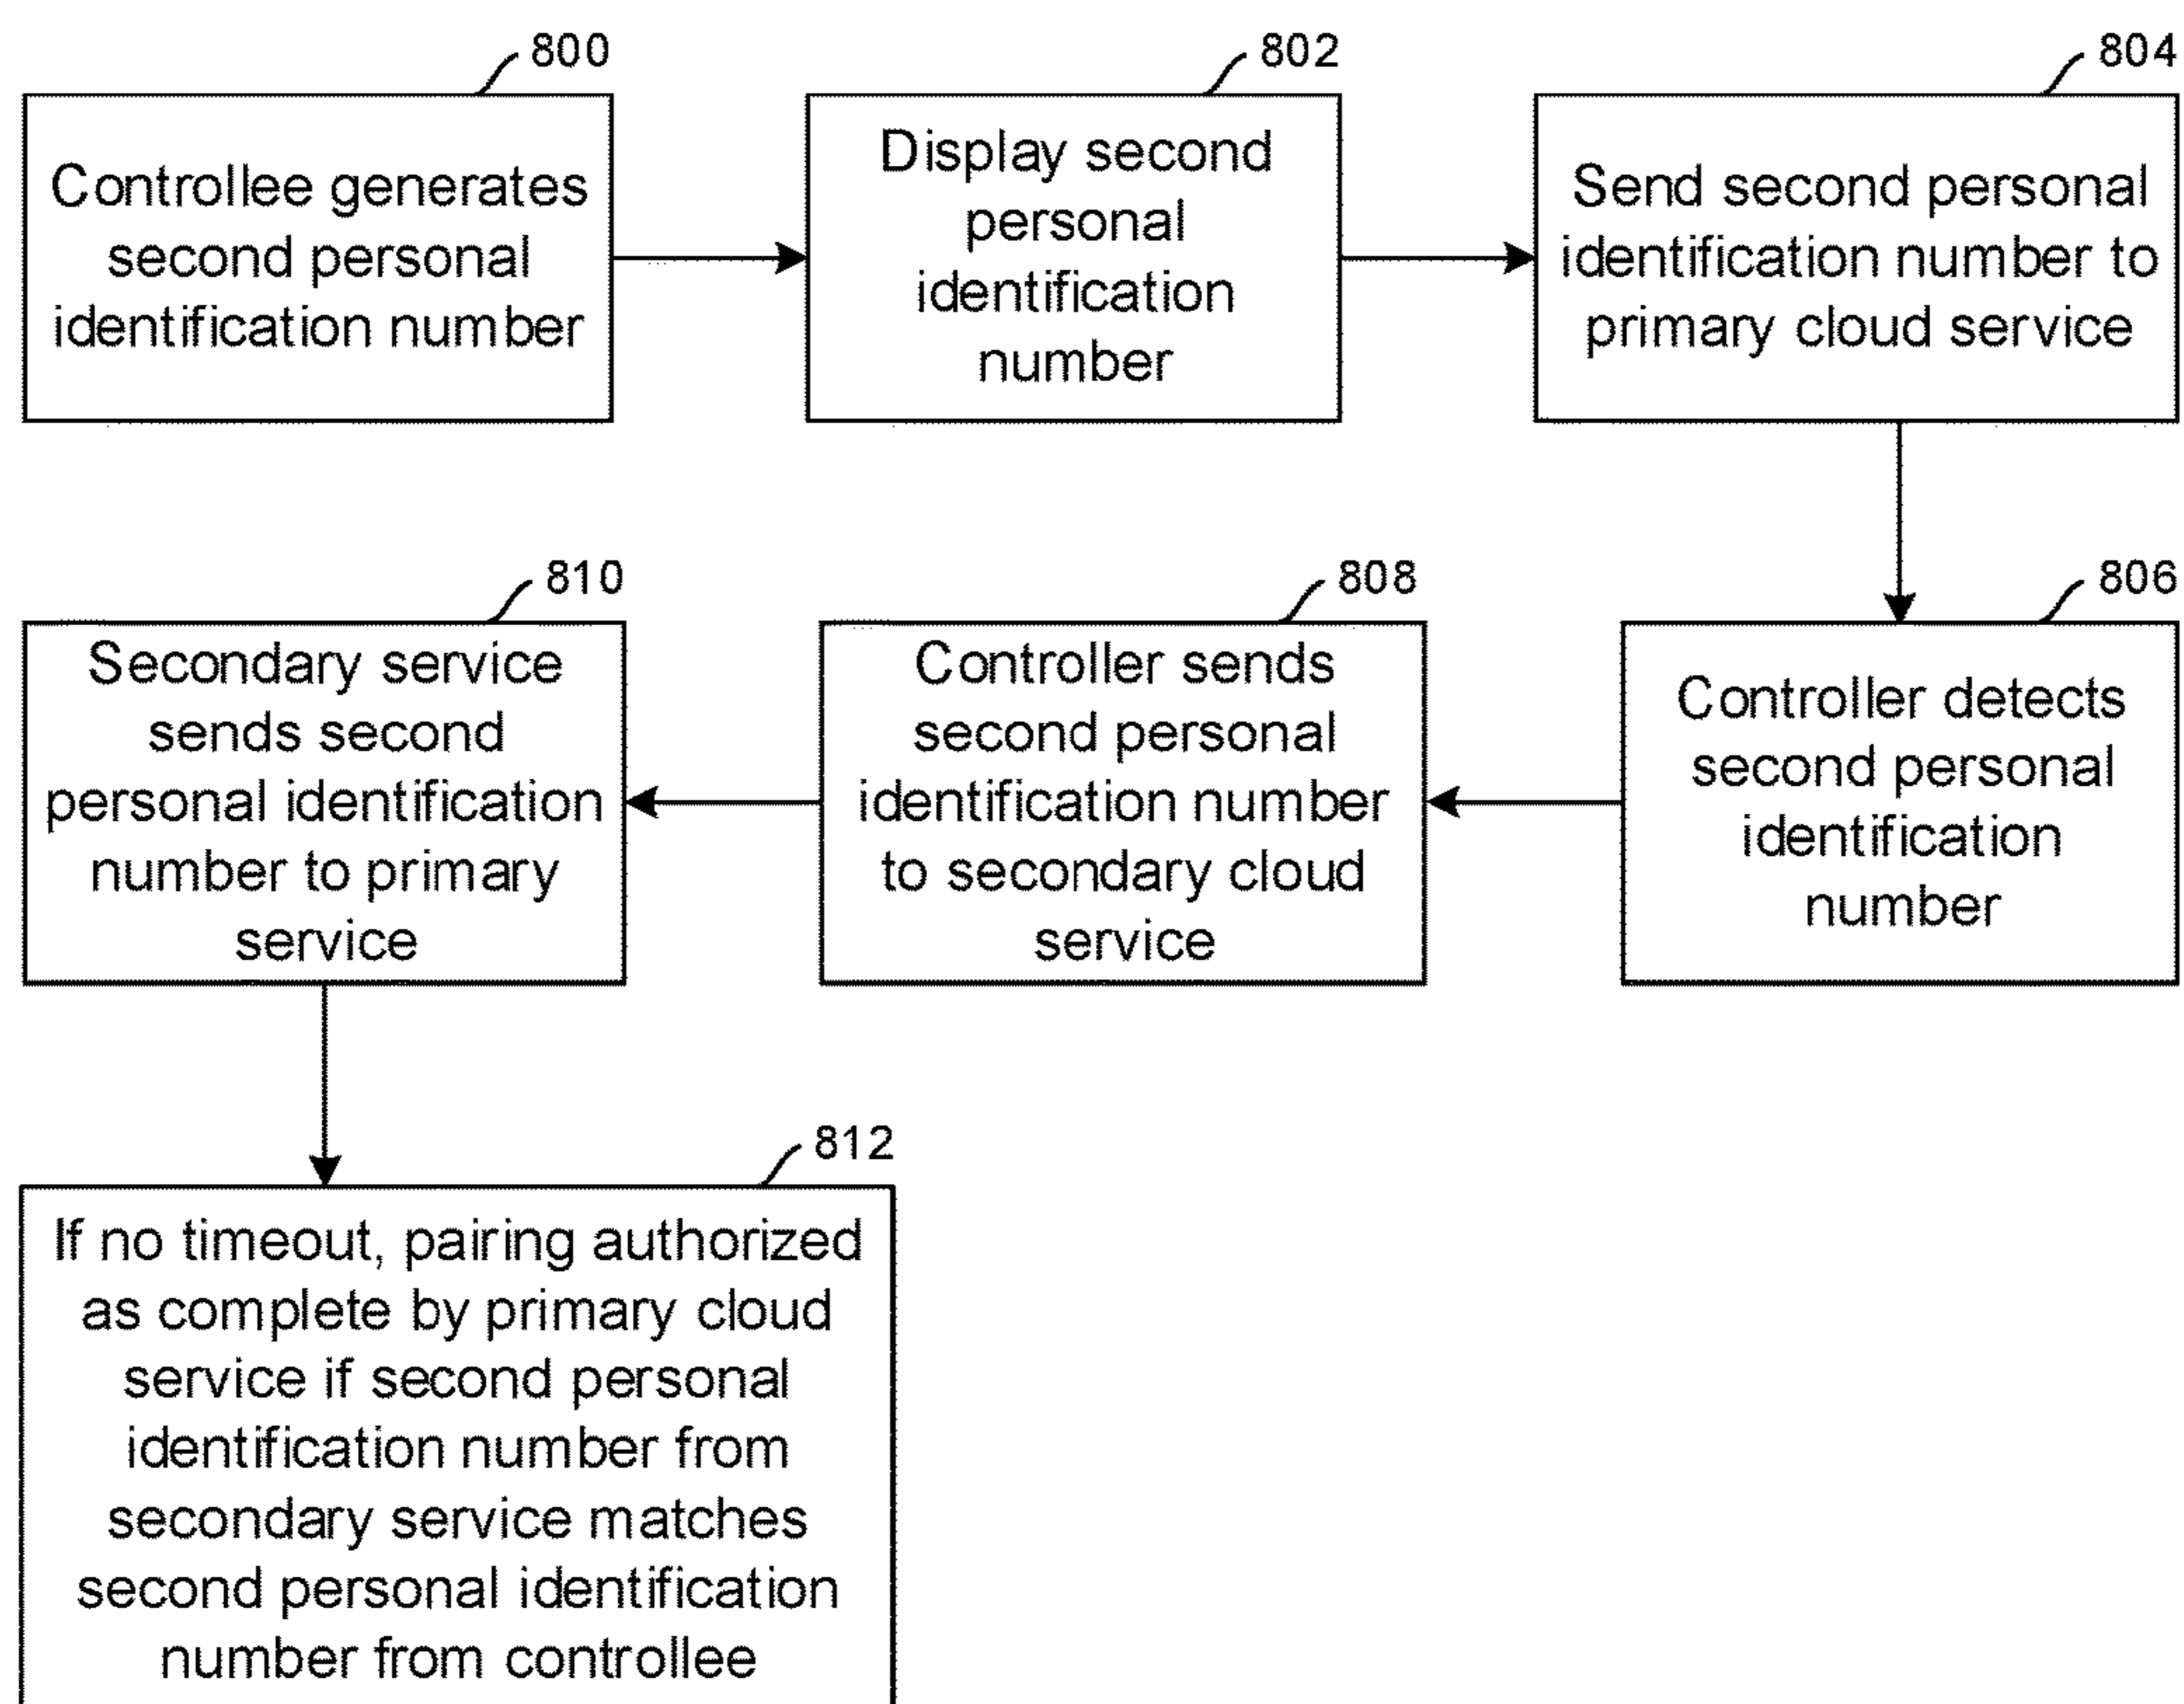 800
Controllee generates
second personal
identification number
802
Display second
personal
identification
number
804
Send second personal
identification number to
primary cloud service
806
Controller detects
second personal
identification
number
808
Controller sends
second personal
identification number
to secondary cloud
service
810
Secondary service
sends second
personal identification
number to primary
service
812
If no timeout, pairing authorized
as complete by primary cloud
service if second personal
identification number from
secondary service matches
second personal identification
number from controllee